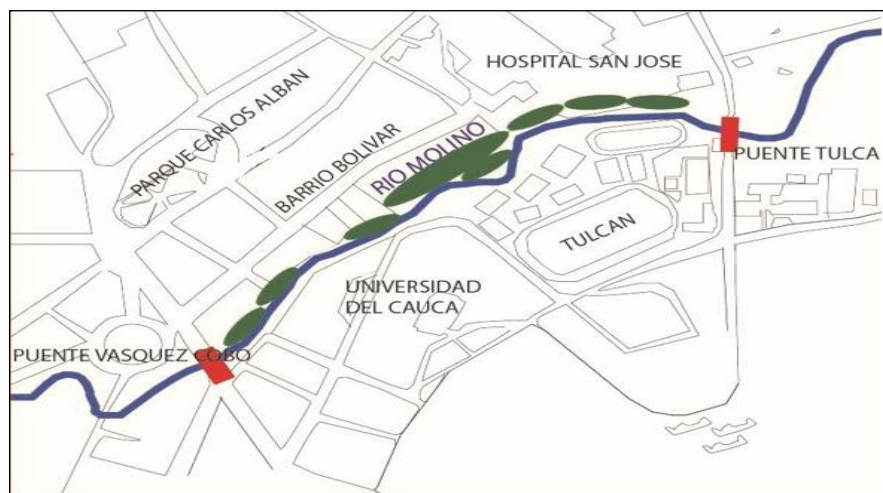 HOSPITAL SAN JOSE
PARQUE CARLOS ALBAN
BARRIO BOLIVAR
RIO MOLINO
PUENTE TULCA
TULCAN
UNIVERSIDAD
DEL CAUCA
PUENTE VASQUEZ COBO